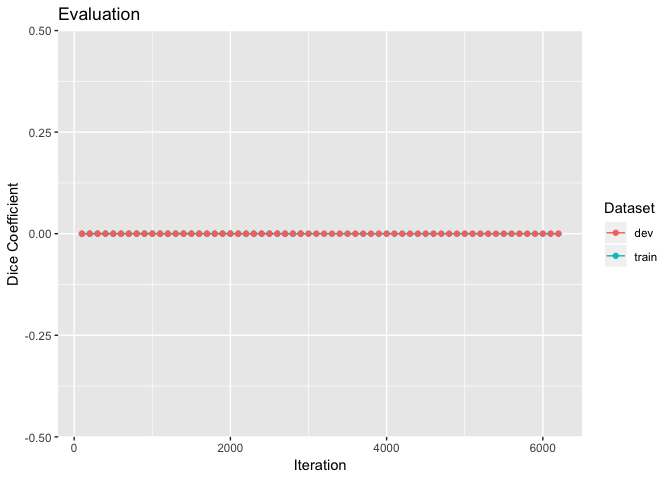 Evaluation
0.50
0.25
0.00
-0.25
-0.50
Dice Coefficient
0
2000
4000
6000
Iteration
Dataset
dev
train